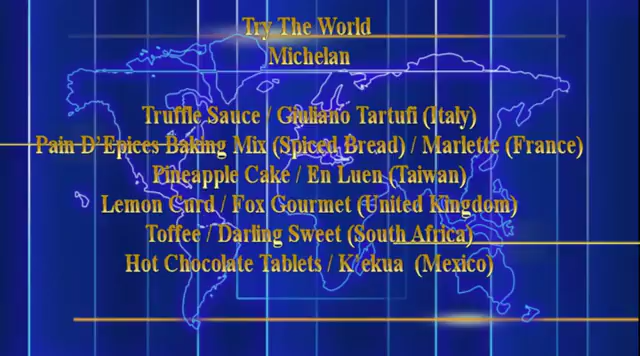 Try The World
Michelan
Truffle Sauce / Giuliano Tartufi (Italy)
Pain D'Epices Baking Mix (Spiced Bread) / Marlette (France)
Pineapple Cake / En Luen (Taiwan)
Lemon Curd / Fox Gourmet (United Kingdom)
Toffee / Darling Sweet (South Africa)
Hot Chocolate Tablets / K'ekua (Mexico)